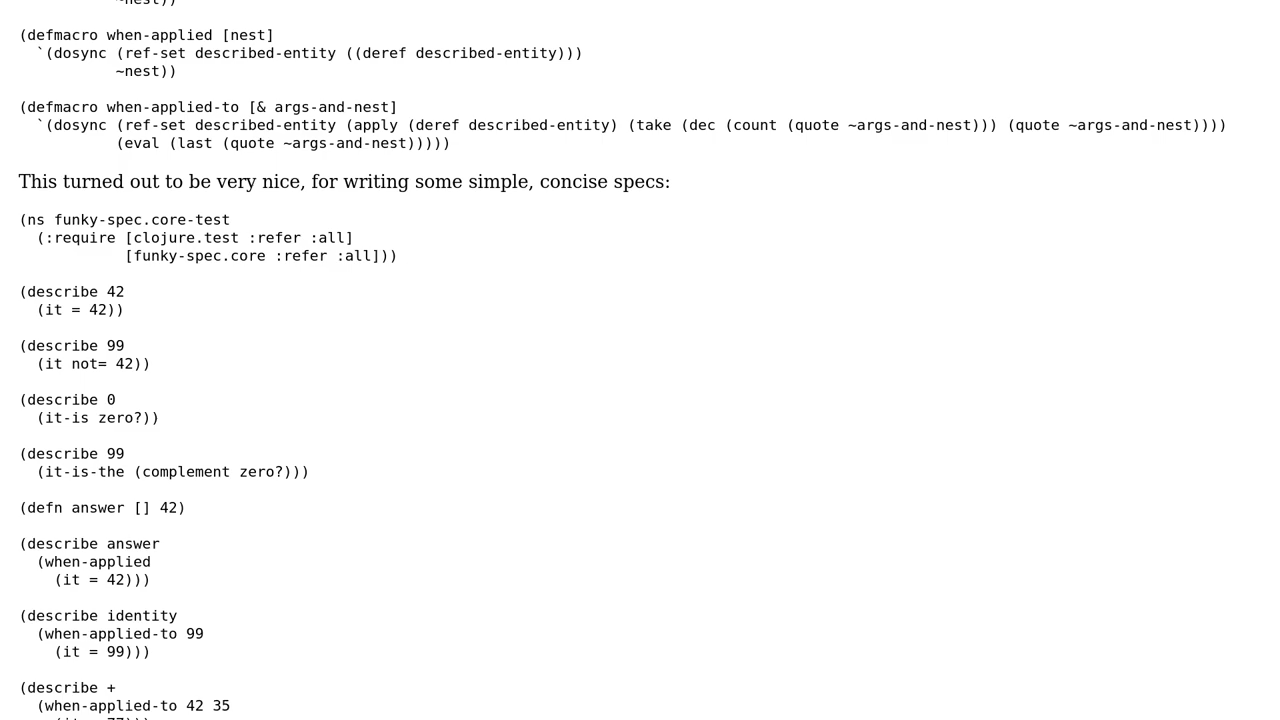 ~nest))
(defmacro when-applied [nest]
  `(dosync (ref-set described-entity ((deref described-entity)))
           ~nest))
(defmacro when-applied-to [& args-and-nest]
  `(dosync (ref-set described-entity (apply (deref described-entity) (take (dec (count (quote ~args-and-nest))) (quote ~args-and-nest))))
           (eval (last (quote ~args-and-nest)))))
This turned out to be very nice, for writing some simple, concise specs:
(ns funky-spec.core-test
  (:require [clojure.test :refer :all]
            [funky-spec.core :refer :all]))
(describe 42
  (it = 42))
(describe 99
  (it not= 42))
(describe 0
  (it-is zero?))
(describe 99
  (it-is-the (complement zero?)))
(defn answer [] 42)
(describe answer
  (when-applied
    (it = 42)))
(describe identity
  (when-applied-to 99
    (it = 99)))
(describe +
  (when-applied-to 42 35
    (it = 77)))